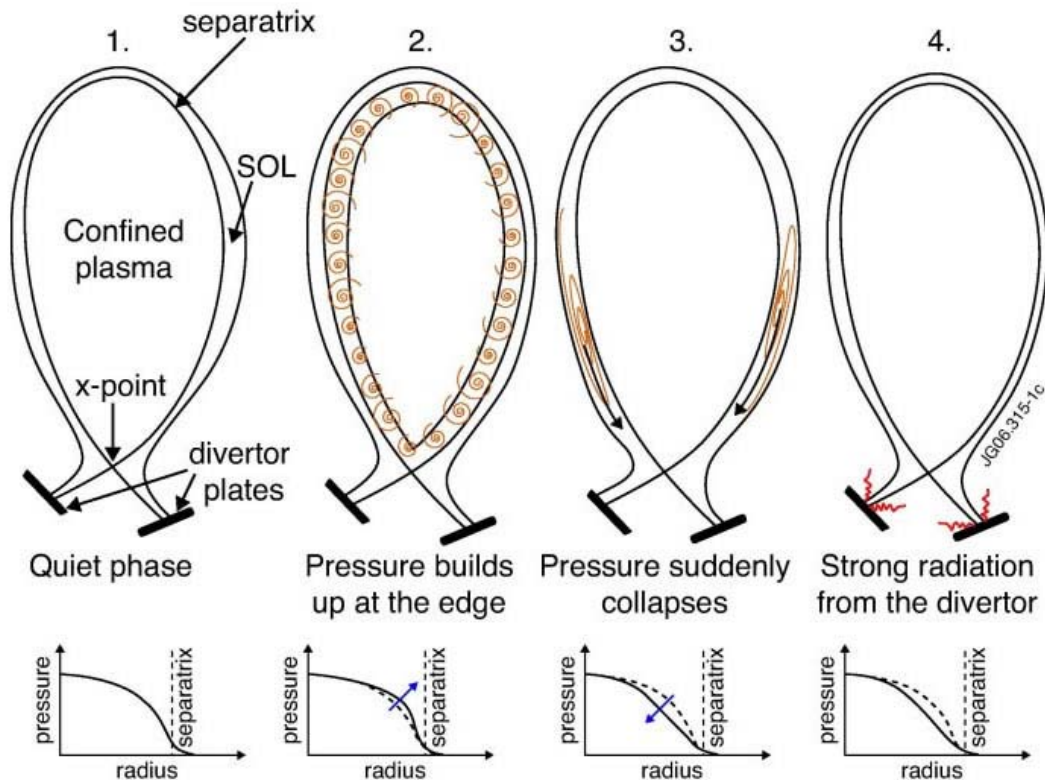 1.
separatrix
SOL
Confined
plasma
x-point
divertor
plates
Quiet phase
2.
Pressure builds
up at the edge
3.
Pressure suddenly
collapses
4.
JG06.315-1c
Strong radiation
from the divertor
pressure
separatrix
radius
pressure
separatrix
radius
pressure
separatrix
radius
pressure
separatrix
radius